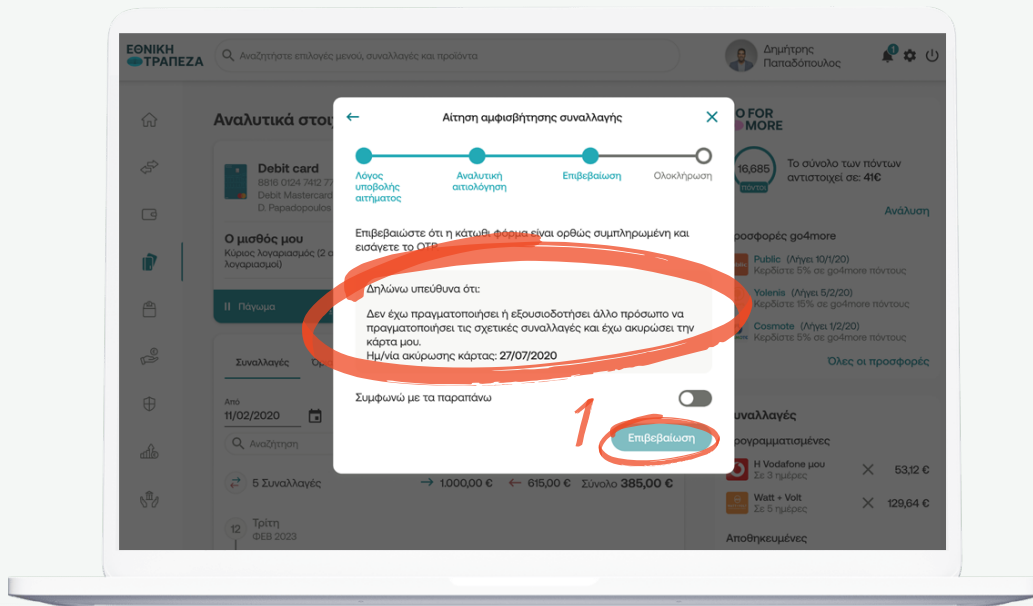 ΕΘΝΙΚΗ
ΤΡΑΠΕΖΑ
Αναζητήστε επιλογές μενού, συναλλαγές και προϊόντα
Δημήτρης
Παπαδόπουλος
1
Αναλυτικά στοι
Debit card
8816 0124 7412 77
Debit Mastercard
D. Papadopoulos
Ο μισθός μου
Κύριος λογαριασμός (2 α
λογαριασμοί)
Πάγωμα
Συναλλαγές
Από
11/02/2020
Αναζήτηση
5 Συναλλαγές
→ 1.000,00 € ← 615,00 € Σύνολο 385,00 €
12 Τρίτη
ΦΕΒ 2023
Αίτηση αμφισβήτησης συναλλαγής
Λόγος
υποβολής
αιτήματος
Αναλυτική
αιτιολόγηση
Επιβεβαίωση
Ολοκλήρωση
Επιβεβαιώστε ότι η κάτωθι φόρμα είναι ορθώς συμπληρωμένη και
εισάγετε το OTP
Δηλώνω υπεύθυνα ότι:
Δεν έχω πραγματοποιήσει ή εξουσιοδοτήσει άλλο πρόσωπο να
πραγματοποιήσει τις σχετικές συναλλαγές και έχω ακυρώσει την
κάρτα μου.
Ημ/νία ακύρωσης κάρτας: 27/07/2020
Συμφωνώ με τα παραπάνω
1
Επιβεβαίωση
O FOR
MORE
16,685
πόντοι
Το σύνολο των πόντων
αντιστοιχεί σε: 41€
Ανάλυση
ροσφορές go4more
Public (Λήγει 10/1/20)
Κερδίστε 5% σε go4more πόντους
Yolenis (Λήγει 5/2/20)
Κερδίστε 15% σε go4more πόντους
Cosmote (Λήγει 1/2/20)
Κερδίστε 5% σε go4more πόντους
Όλες οι προσφορές
υναλλαγές
ρογραμματισμένες
Η Vodafone μου
Σε 3 ημέρες
53,12 €
Watt + Volt
Σε 5 ημέρες
129,64 €
Αποθηκευμένες